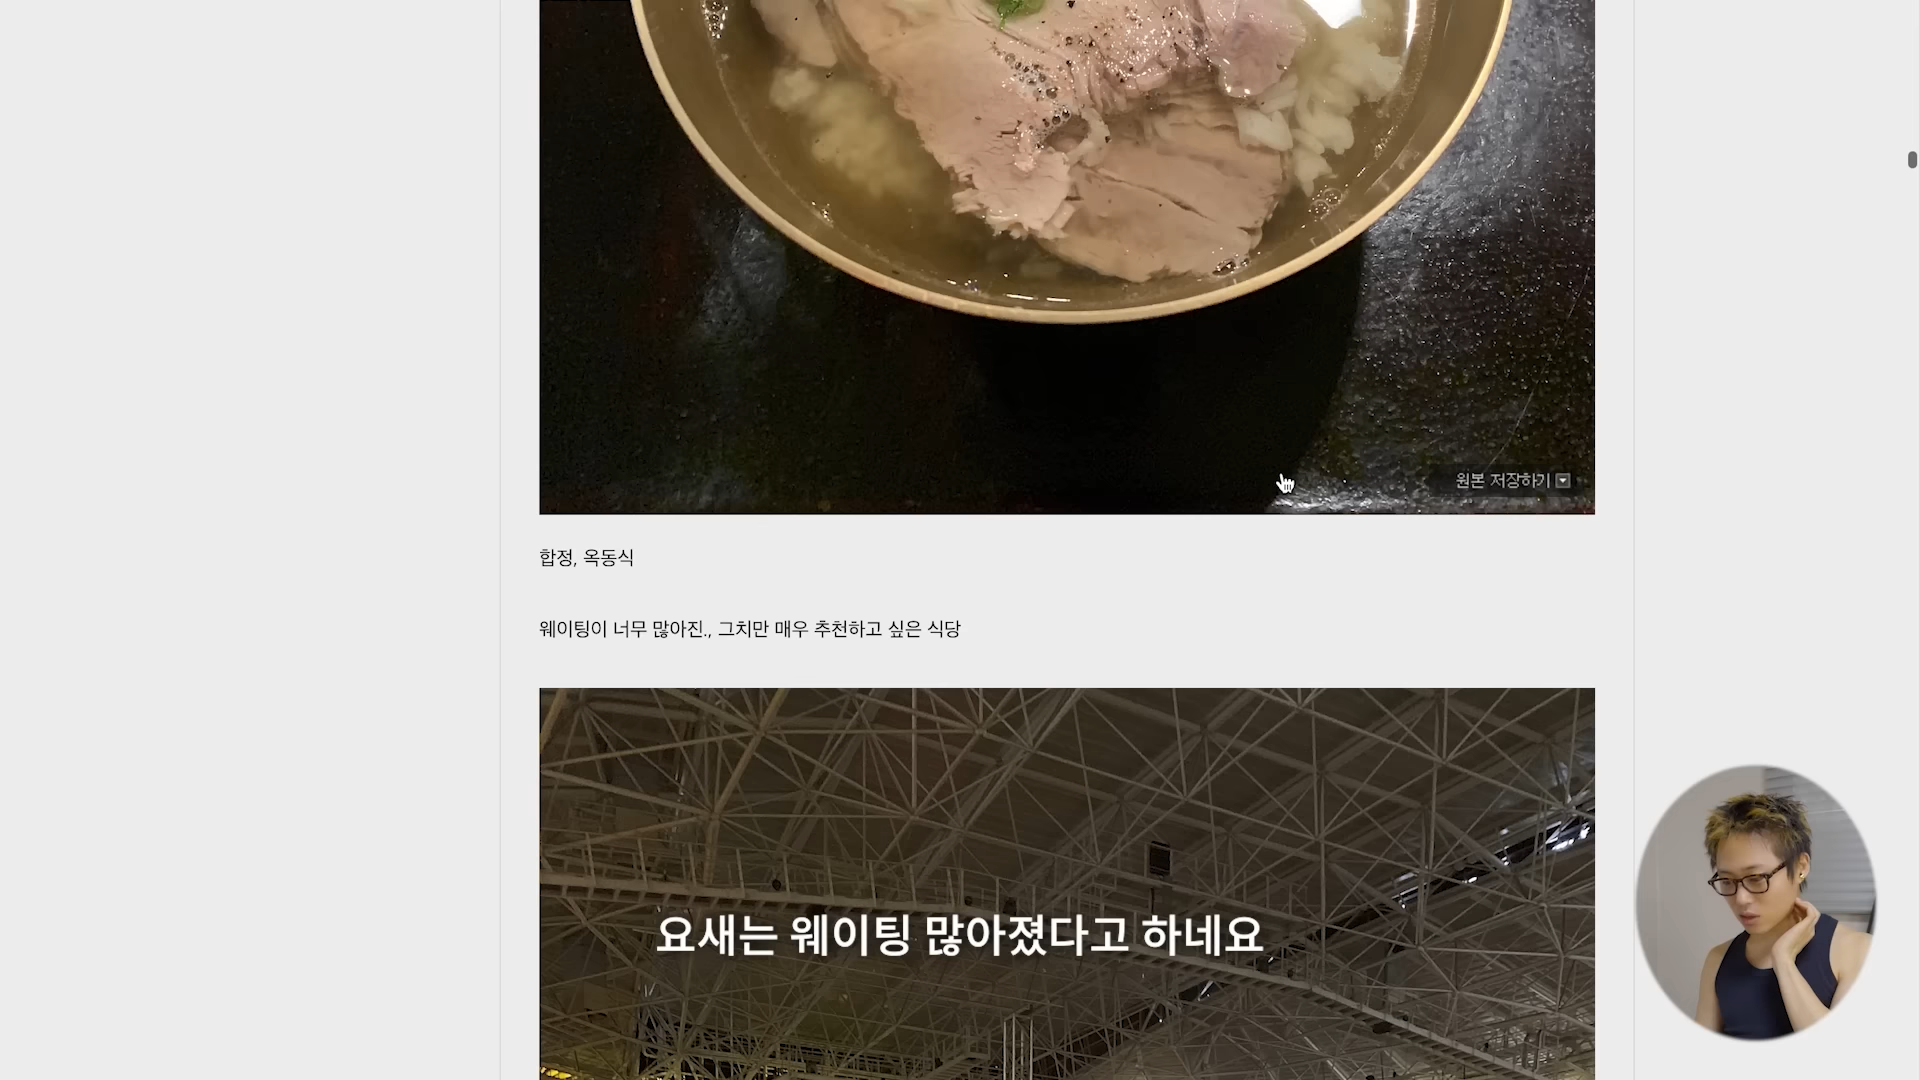 원본 저장하기
합정, 옥동식
웨이팅이 너무 많아진., 그치만 매우 추천하고 싶은 식당
요새는 웨이팅 많아졌다고 하네요